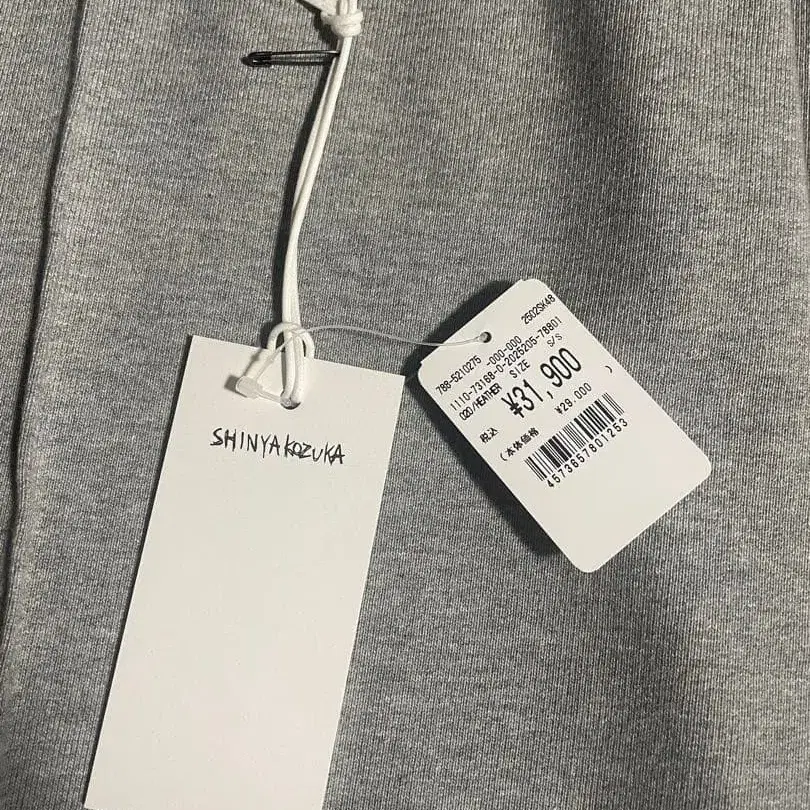 SHINYAKOZUKA
2502SK48
788-5210275 -000-000
1110-73168-0-2025205-78801
020/HEATHER SIZE S/S
税込 ¥31,900
(本体価格 ¥29.000 )
4573657801253